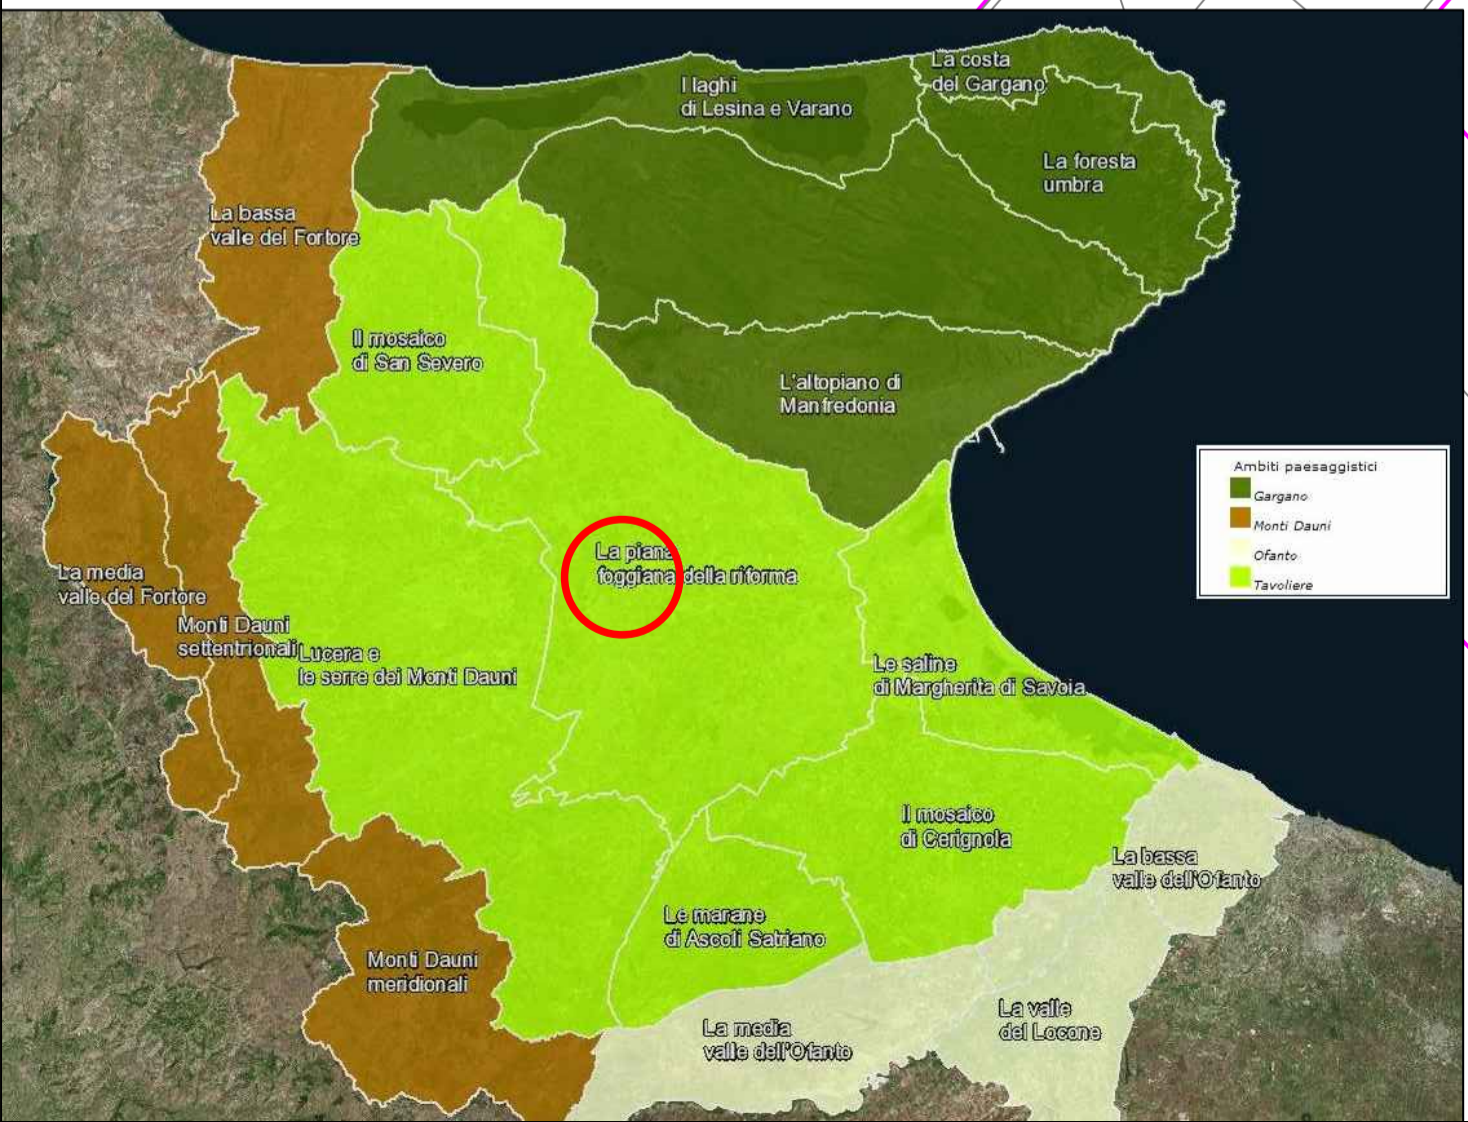 La costa
del Gargano
I laghi
di Lesina e Varano
La foresta
umbra
La bassa
valle del Fortore
Il mosaico
di San Severo
L'altopiano di
Manfredonia
Ambiti paesaggistici
Gargano
Monti Dauni
Ofanto
Tavoliere
La piana
foggiana della riforma
La media
valle del Fortore
Monti Dauni
settentrionali
Lucera e
le serre dei Monti Dauni
Le saline
di Margherita di Savoia
Il mosaico
di Cerignola
La bassa
valle dell'Ofanto
Le marane
di Ascoli Satriano
Monti Dauni
meridionali
La valle
del Locone
La media
valle dell'Ofanto